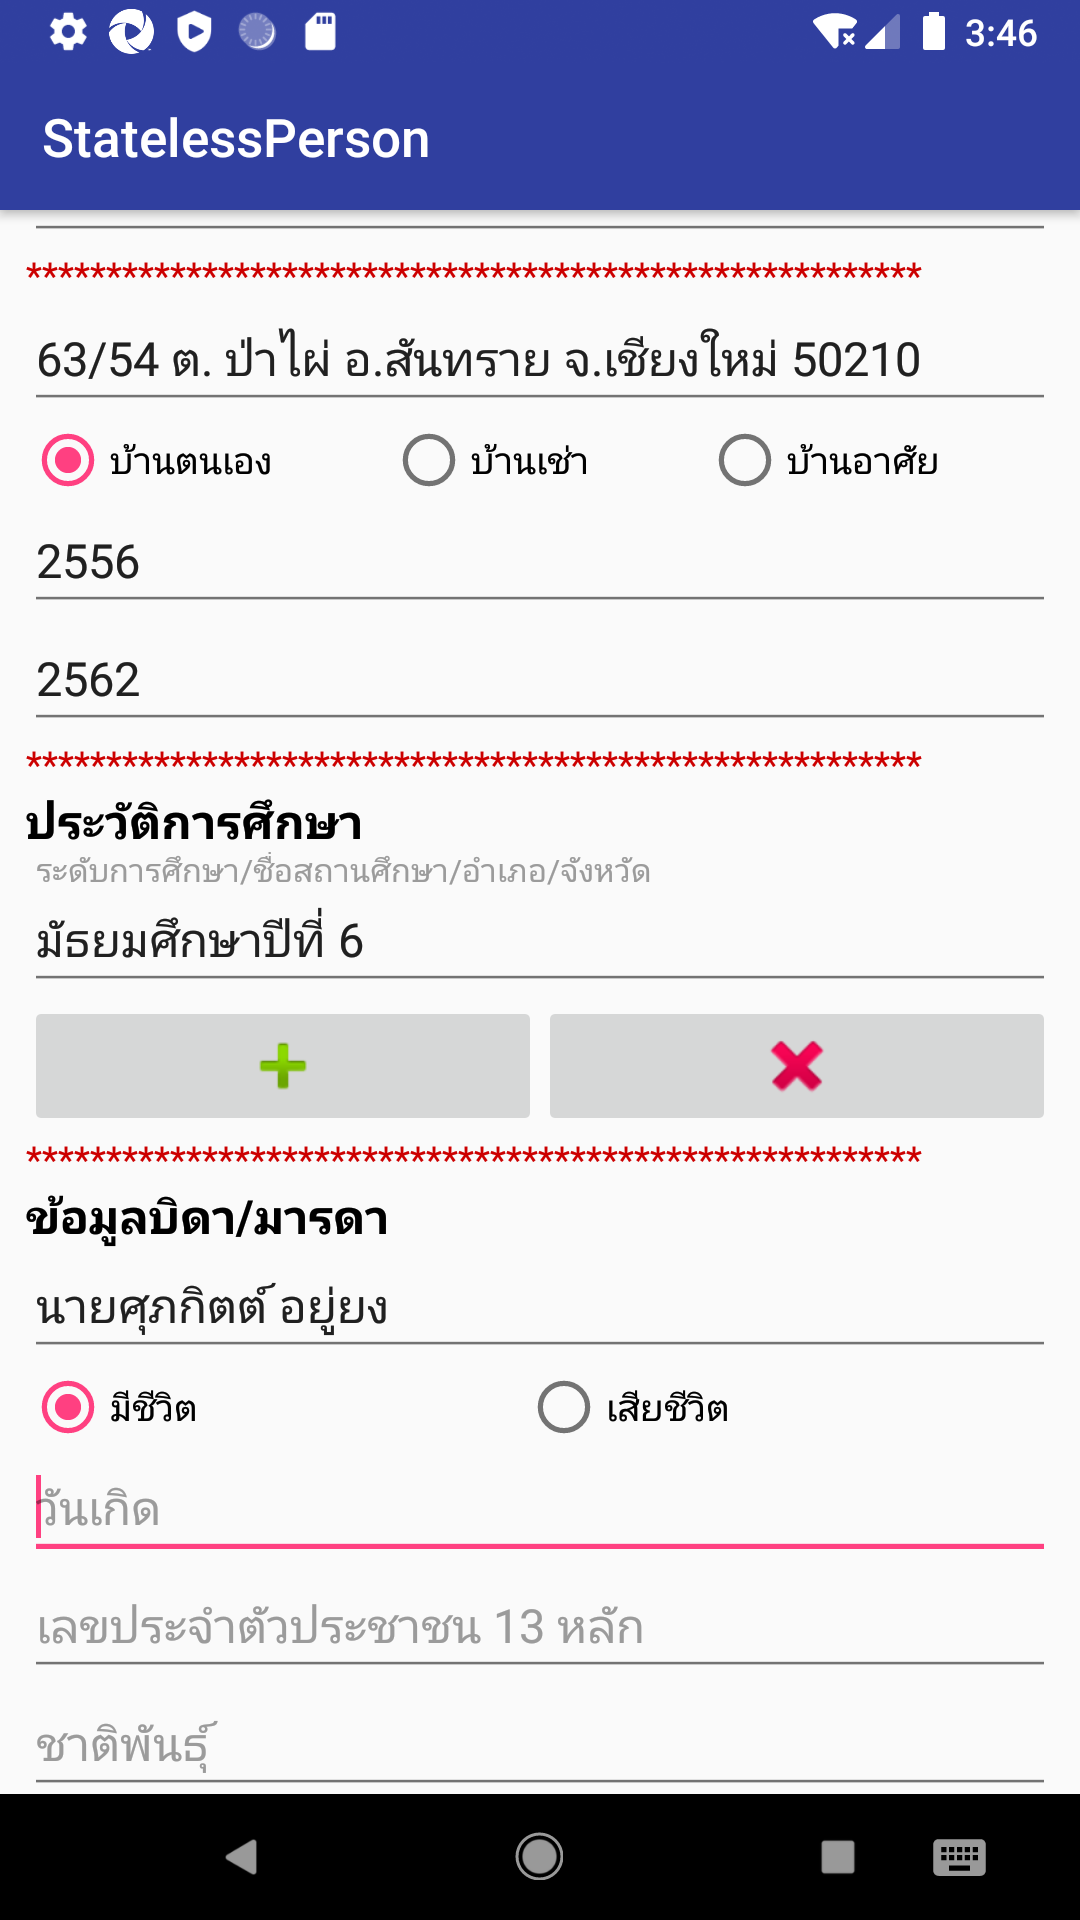 3:46
StatelessPerson
********************************************************
63/54 ต. ป่าไผ่ อ.สันทราย จ.เชียงใหม่ 50210
บ้านตนเอง บ้านเช่า บ้านอาศัย
2556
2562
********************************************************
ประวัติการศึกษา
ระดับการศึกษา/ชื่อสถานศึกษา/อำเภอ/จังหวัด
มัธยมศึกษาปีที่ 6
********************************************************
ข้อมูลบิดา/มารดา
นายศุภกิตต์ อยู่ยง
มีชีวิต เสียชีวิต
วันเกิด
เลขประจำตัวประชาชน 13 หลัก
ชาติพันธุ์